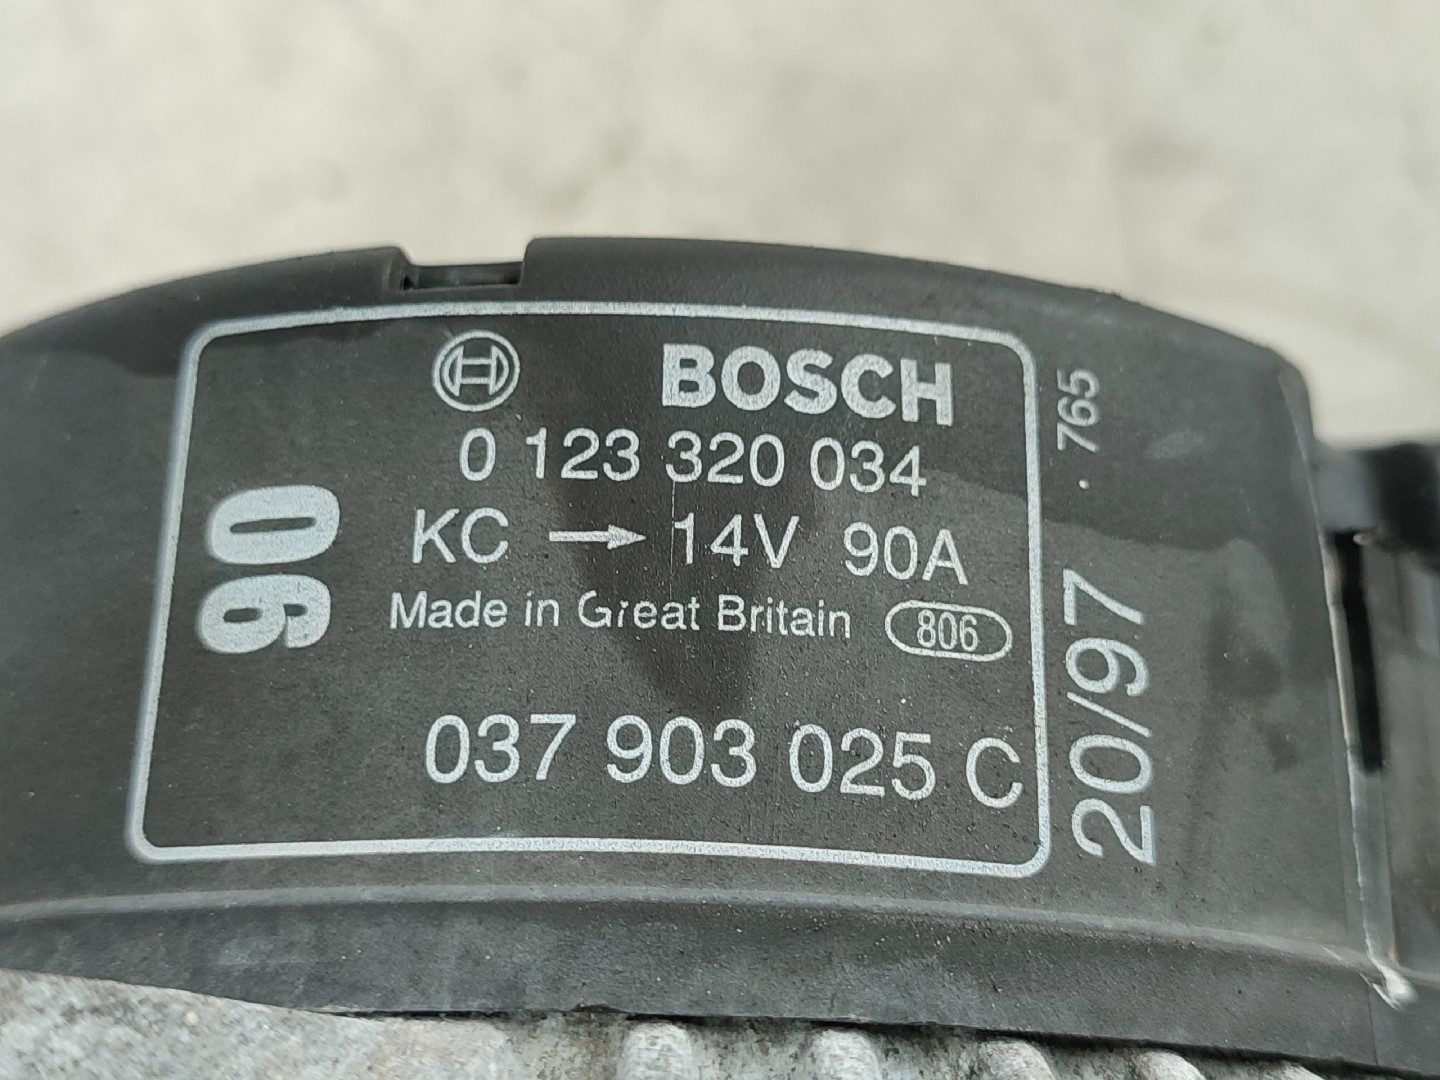 BOSCH
0 123 320 034
KC → 14V 90A
Made in Great Britain 806
037 903 025 C
90
20/97 · 765